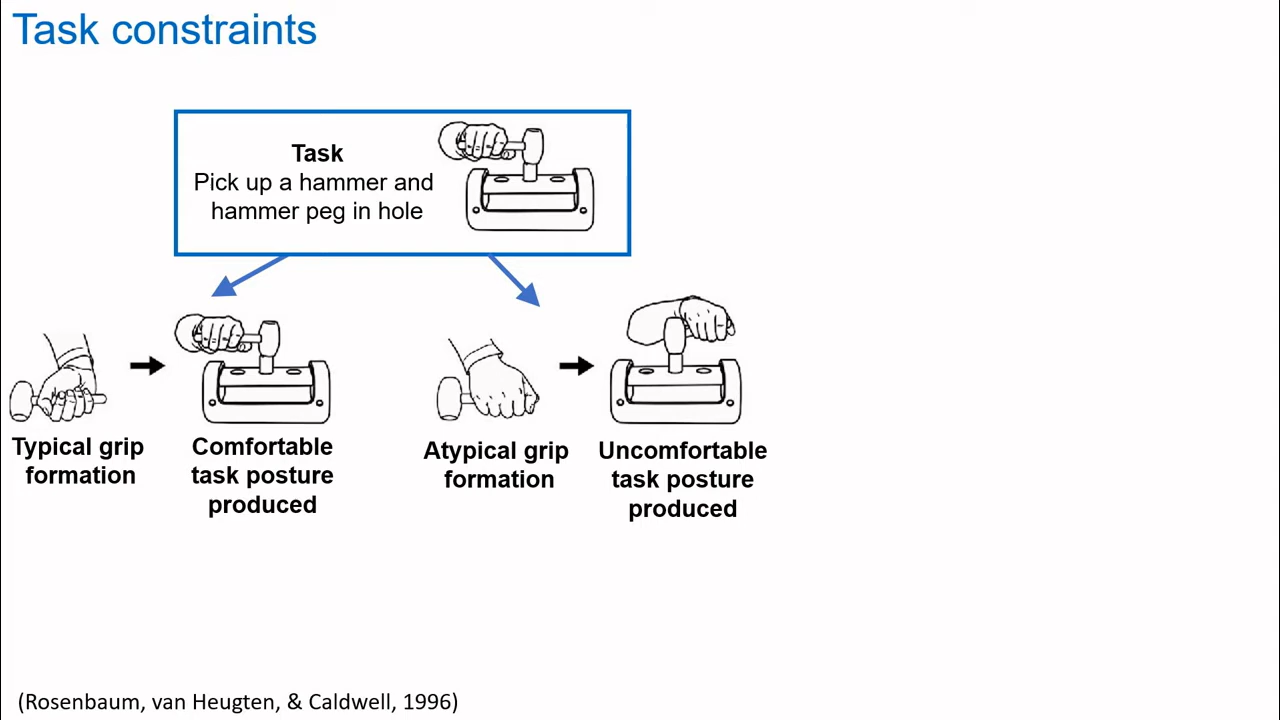 Task constraints
Task
Pick up a hammer and
hammer peg in hole
Typical grip
formation
Comfortable
task posture
produced
Atypical grip
formation
Uncomfortable
task posture
produced
(Rosenbaum, van Heugten, & Caldwell, 1996)